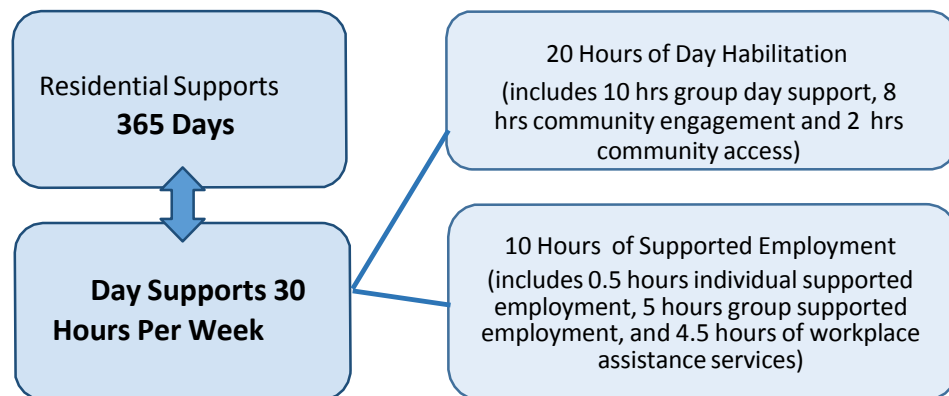 Residential Supports
365 Days
Day Supports 30
Hours Per Week
20 Hours of Day Habilitation
(includes 10 hrs group day support, 8
hrs community engagement and 2 hrs
community access)
10 Hours of Supported Employment
(includes 0.5 hours individual supported
employment, 5 hours group supported
employment, and 4.5 hours of workplace
assistance services)